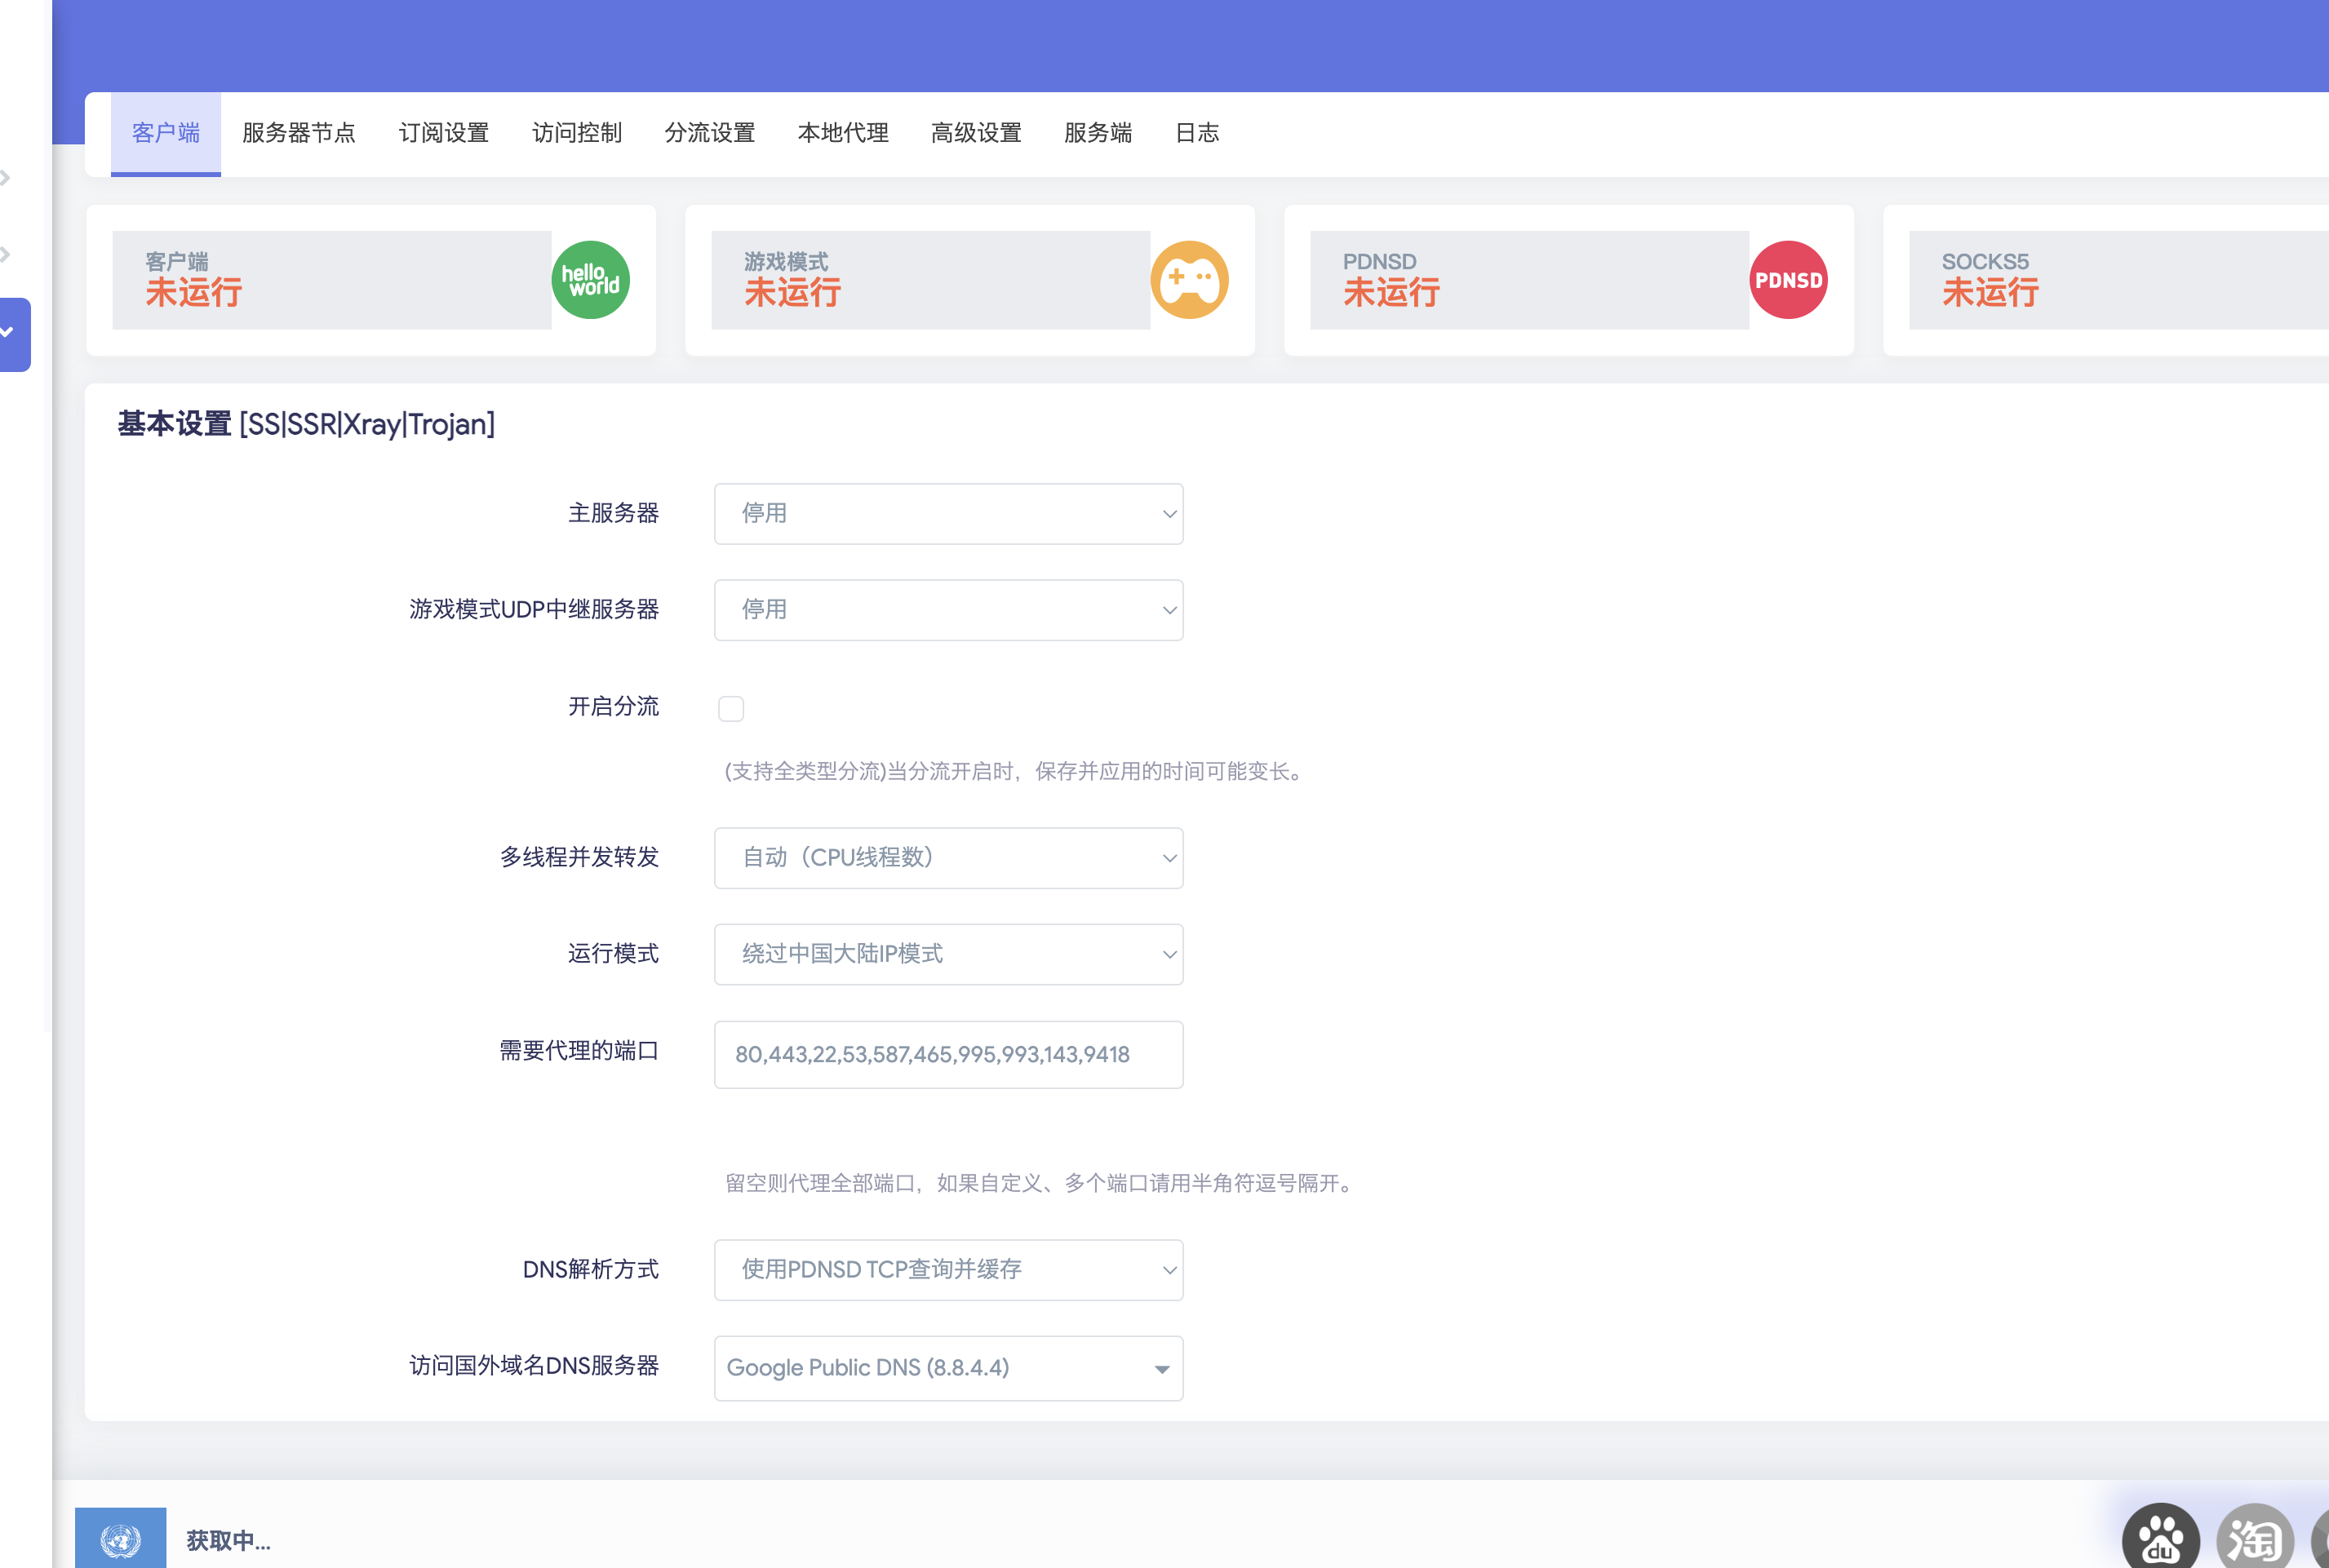 客户端 服务器节点 订阅设置 访问控制 分流设置 本地代理 高级设置 服务端 日志
客户端
未运行
hello world
游戏模式
未运行
PDNSD
未运行
PDNSD
SOCKS5
未运行
基本设置 [SS|SSR|Xray|Trojan]
主服务器 停用
游戏模式UDP中继服务器 停用
开启分流
(支持全类型分流)当分流开启时，保存并应用的时间可能变长。
多线程并发转发 自动（CPU线程数）
运行模式 绕过中国大陆IP模式
需要代理的端口 80,443,22,53,587,465,995,993,143,9418
留空则代理全部端口，如果自定义、多个端口请用半角符逗号隔开。
DNS解析方式 使用PDNSD TCP查询并缓存
访问国外域名DNS服务器 Google Public DNS (8.8.4.4)
获取中...
du 淘